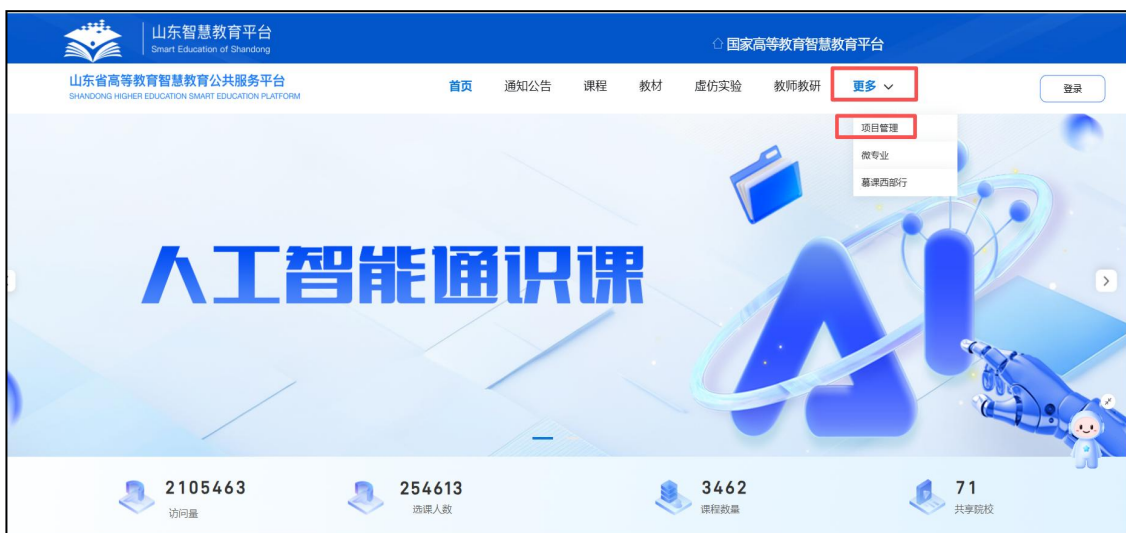 山东智慧教育平台
Smart Education of Shandong
国家高等教育智慧教育平台
山东省高等教育智慧教育公共服务平台
SHANDONG HIGHER EDUCATION SMART EDUCATION PLATFORM
首页 通知公告 课程 教材 虚仿实验 教师教研 更多 登录
项目管理
微专业
慕课西部行
人工智能通识课
AI
2105463 254613 3462 71
访问量 选课人数 课程数量 共享院校